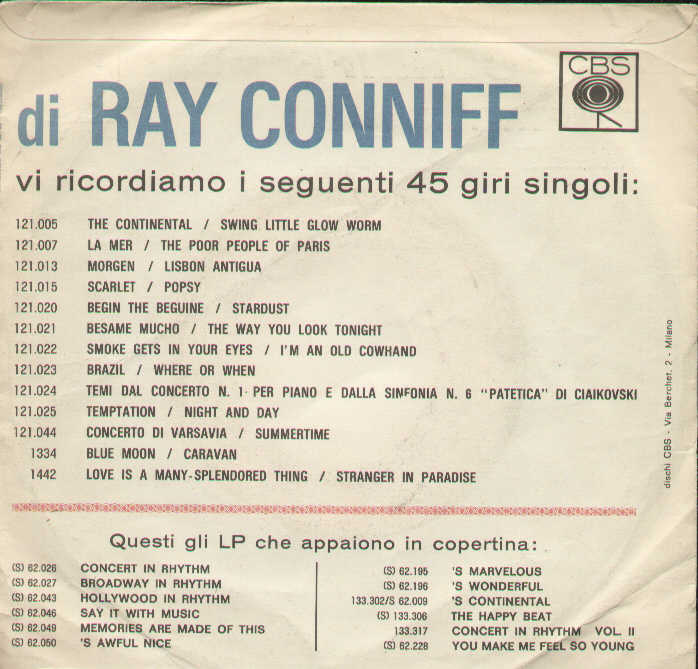 CBS
di RAY CONNIFF
vi ricordiamo i seguenti 45 giri singoli:
121.005 THE CONTINENTAL / SWING LITTLE GLOW WORM
121.007 LA MER / THE POOR PEOPLE OF PARIS
121.013 MORGEN / LISBON ANTIGUA
121.015 SCARLET / POPSY
121.020 BEGIN THE BEGUINE / STARDUST
121.021 BESAME MUCHO / THE WAY YOU LOOK TONIGHT
121.022 SMOKE GETS IN YOUR EYES / I'M AN OLD COWHAND
121.023 BRAZIL / WHERE OR WHEN
121.024 TEMI DAL CONCERTO N. 1 PER PIANO E DALLA SINFONIA N. 6 "PATETICA" DI CIAIKOVSKI
121.025 TEMPTATION / NIGHT AND DAY
121.044 CONCERTO DI VARSAVIA / SUMMERTIME
1334 BLUE MOON / CARAVAN
1442 LOVE IS A MANY-SPLENDORED THING / STRANGER IN PARADISE
dischi CBS - Via Berchet, 2 - Milano
Questi gli LP che appaiono in copertina:
(S) 62.026 CONCERT IN RHYTHM
(S) 62.027 BROADWAY IN RHYTHM
(S) 62.043 HOLLYWOOD IN RHYTHM
(S) 62.046 SAY IT WITH MUSIC
(S) 62.049 MEMORIES ARE MADE OF THIS
(S) 62.050 'S AWFUL NICE
(S) 62.195 'S MARVELOUS
(S) 62.196 'S WONDERFUL
133.302/S 62.009 'S CONTINENTAL
(S) 133.306 THE HAPPY BEAT
133.317 CONCERT IN RHYTHM VOL. II
(S) 62.228 YOU MAKE ME FEEL SO YOUNG